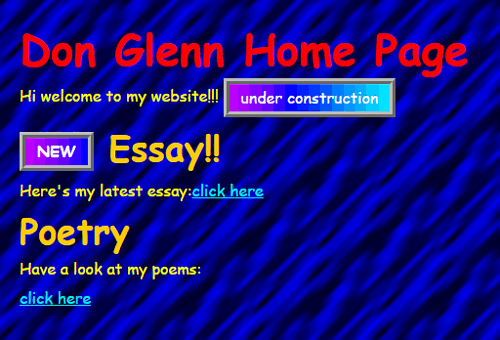 Don Glenn Home Page
Hi welcome to my website!!! under construction
NEW Essay!!
Here's my latest essay:click here
Poetry
Have a look at my poems:
click here